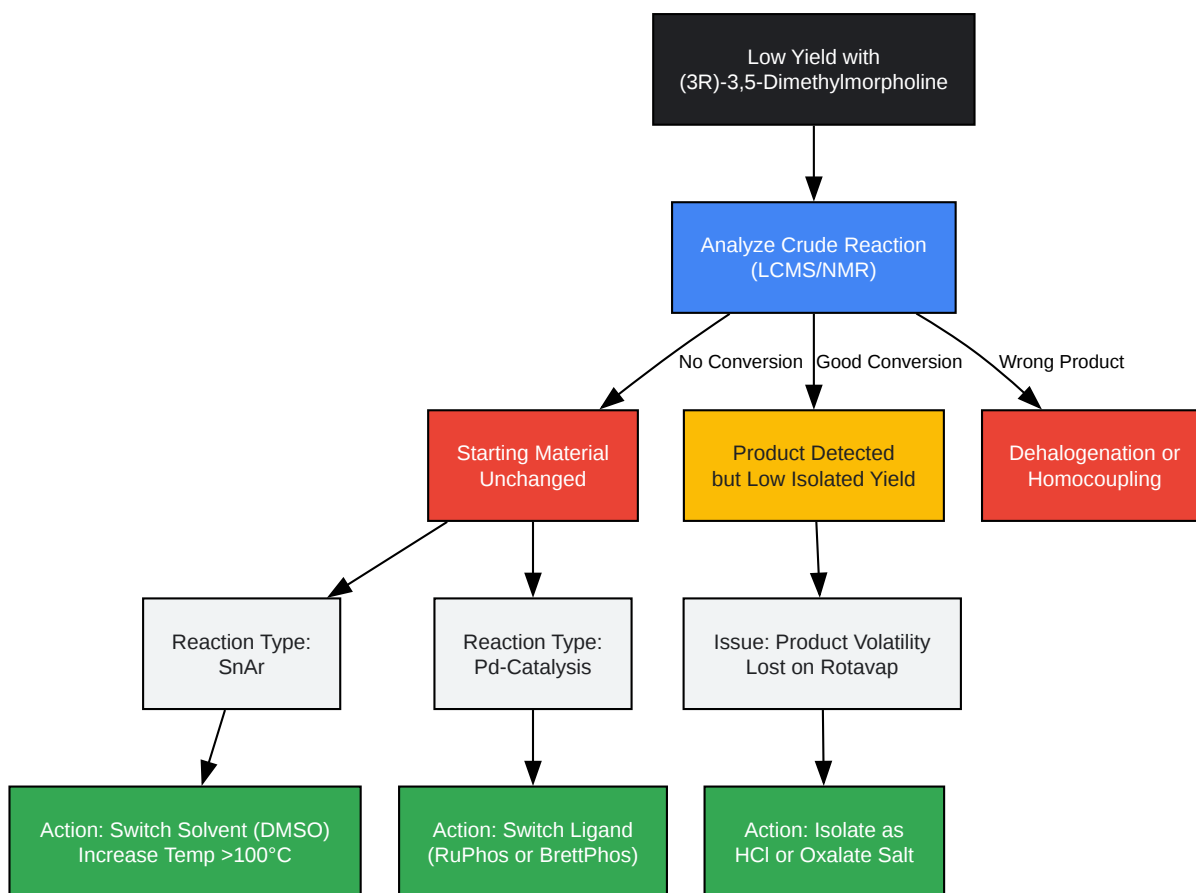 Low Yield with
(3R)-3,5-Dimethylmorpholine
Analyze Crude Reaction
(LCMS/NMR)
No Conversion
Good Conversion
Wrong Product
Starting Material
Unchanged
Product Detected
but Low Isolated Yield
Dehalogenation or
Homocoupling
Reaction Type:
SnAr
Reaction Type:
Pd-Catalysis
Issue: Product Volatility
Lost on Rotavap
Action: Switch Solvent (DMSO)
Increase Temp >100°C
Action: Switch Ligand
(RuPhos or BrettPhos)
Action: Isolate as
HCl or Oxalate Salt